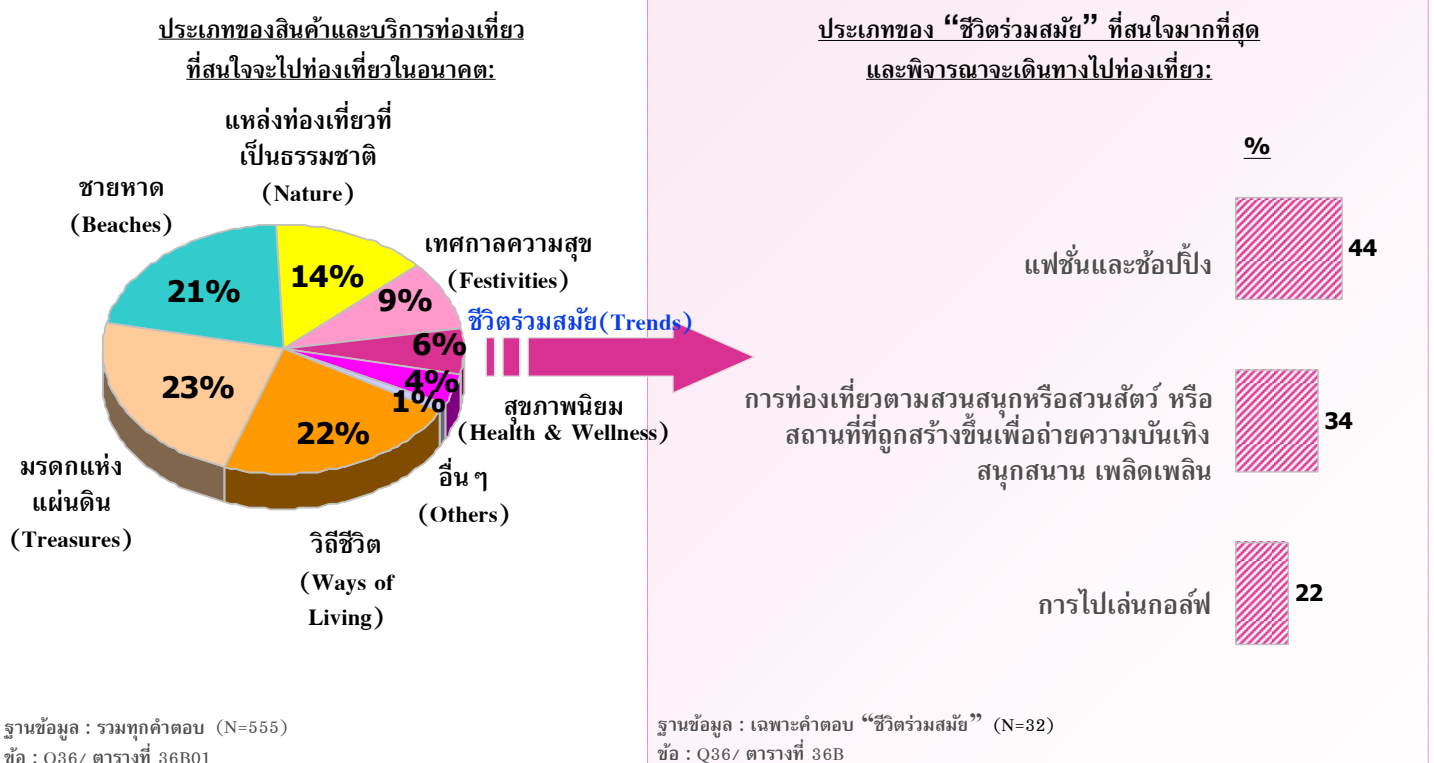 ประเภทของสินค้าและบริการท่องเที่ยว
ที่สนใจจะไปท่องเที่ยวในอนาคต:
แหล่งท่องเที่ยวที่
เป็นธรรมชาติ
(Nature)
ชายหาด
(Beaches)
เทศกาลความสุข
(Festivities)
21%
14%
9%
ชีวิตร่วมสมัย(Trends)
6%
4%
1%
23%
22%
สุขภาพนิยม
(Health & Wellness)
มรดกแห่ง
แผ่นดิน
(Treasures)
อื่น ๆ
(Others)
วิถีชีวิต
(Ways of
Living)
ฐานข้อมูล : รวมทุกคำตอบ (N=555)
ข้อ : Q36/ ตารางที่ 36B01
ประเภทของ “ชีวิตร่วมสมัย” ที่สนใจมากที่สุด
และพิจารณาจะเดินทางไปท่องเที่ยว:
%
แฟชั่นและช้อปปิ้ง
44
การท่องเที่ยวตามสวนสนุกหรือสวนสัตว์ หรือ
สถานที่ที่ถูกสร้างขึ้นเพื่อถ่ายความบันเทิง
สนุกสนาน เพลิดเพลิน
34
การไปเล่นกอล์ฟ
22
ฐานข้อมูล : เฉพาะคำตอบ “ชีวิตร่วมสมัย” (N=32)
ข้อ : Q36/ ตารางที่ 36B